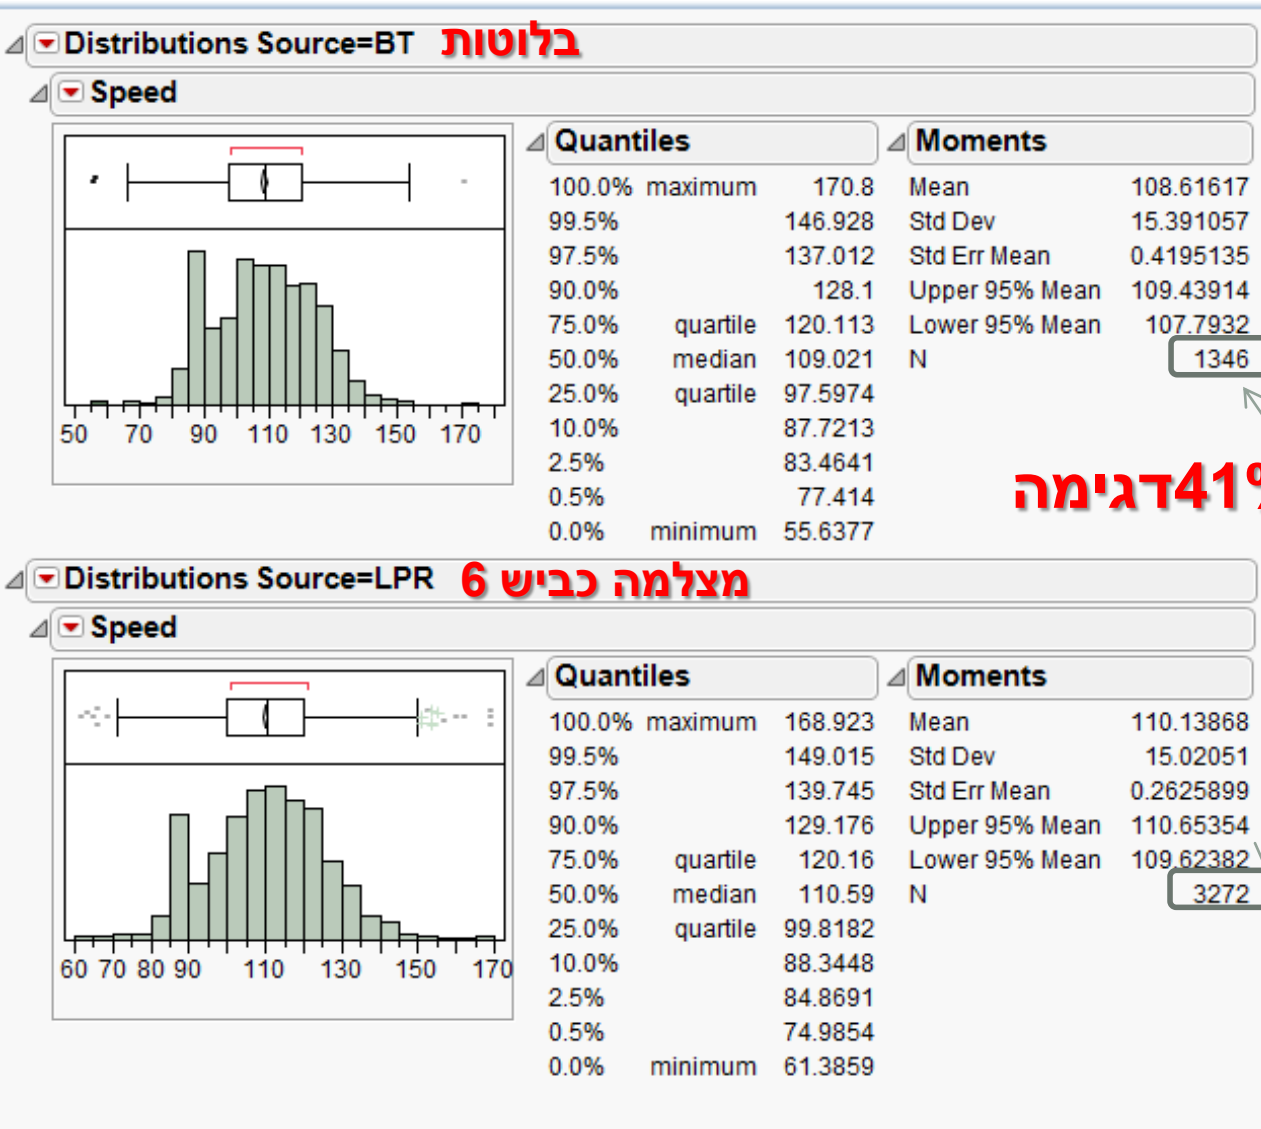 Distributions Source=BT בלוטות
Speed
50 70 90 110 130 150 170
Quantiles
100.0% maximum 170.8
99.5% 146.928
97.5% 137.012
90.0% 128.1
75.0% quartile 120.113
50.0% median 109.021
25.0% quartile 97.5974
10.0% 87.7213
2.5% 83.4641
0.5% 77.414
0.0% minimum 55.6377
Moments
Mean 108.61617
Std Dev 15.391057
Std Err Mean 0.4195135
Upper 95% Mean 109.43914
Lower 95% Mean 107.7932
N 1346
41% דגימה
Distributions Source=LPR מצלמה כביש 6
Speed
60 70 80 90 110 130 150 170
Quantiles
100.0% maximum 168.923
99.5% 149.015
97.5% 139.745
90.0% 129.176
75.0% quartile 120.16
50.0% median 110.59
25.0% quartile 99.8182
10.0% 88.3448
2.5% 84.8691
0.5% 74.9854
0.0% minimum 61.3859
Moments
Mean 110.13868
Std Dev 15.02051
Std Err Mean 0.2625899
Upper 95% Mean 110.65354
Lower 95% Mean 109.62382
N 3272